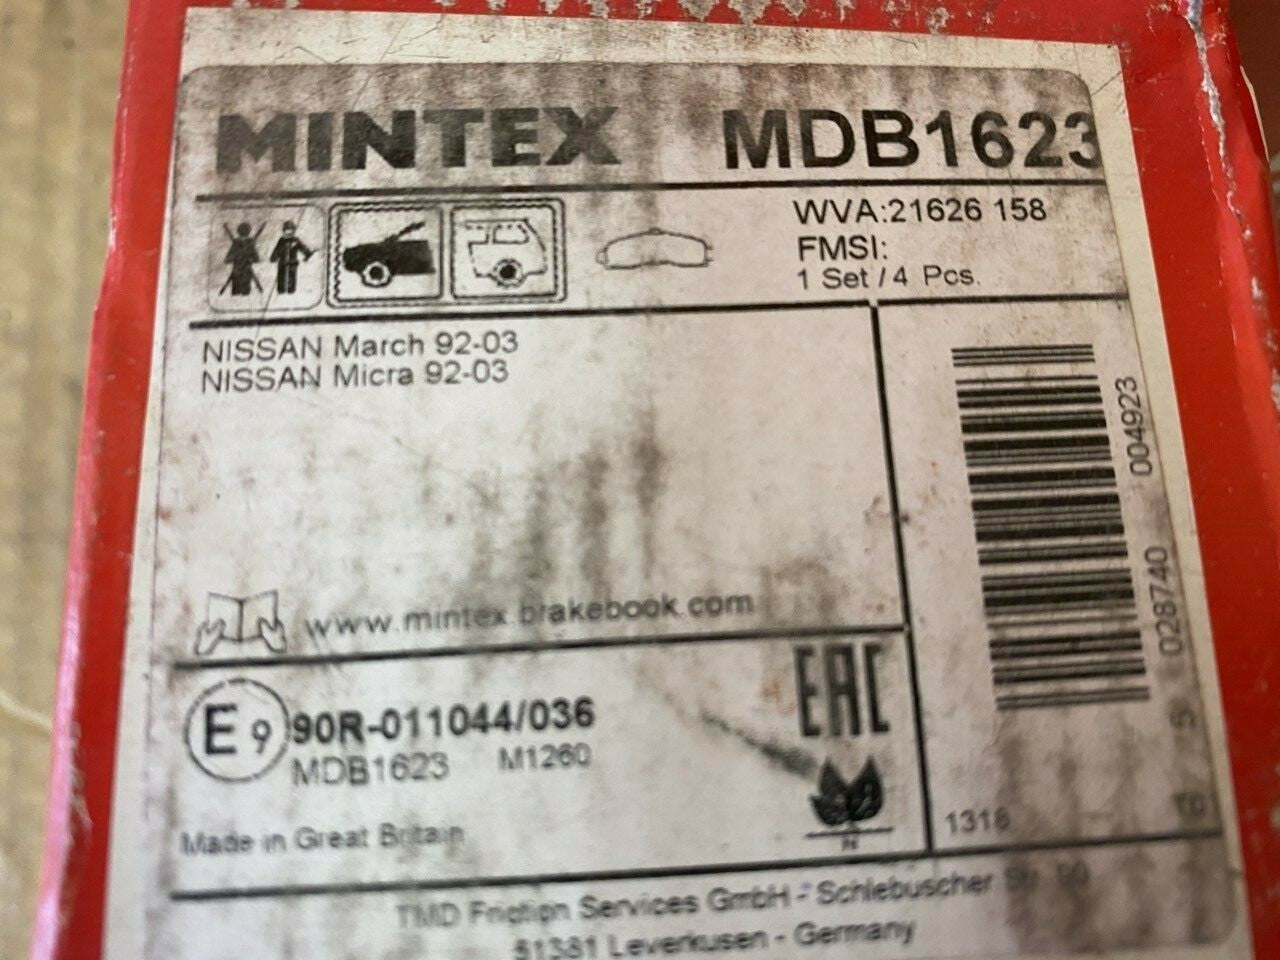 MINTEX MDB1623
WVA:21626 158
FMSI:
1 Set / 4 Pcs.
NISSAN March 92-03
NISSAN Micra 92-03
www.mintex.brakebook.com
E9 90R-011044/036
MDB1623 M1260
EAC
Made in Great Britain
5 028740 004923
1318
TMD Friction Services GmbH - Schlebuscher Str.
51381 Leverkusen - Germany